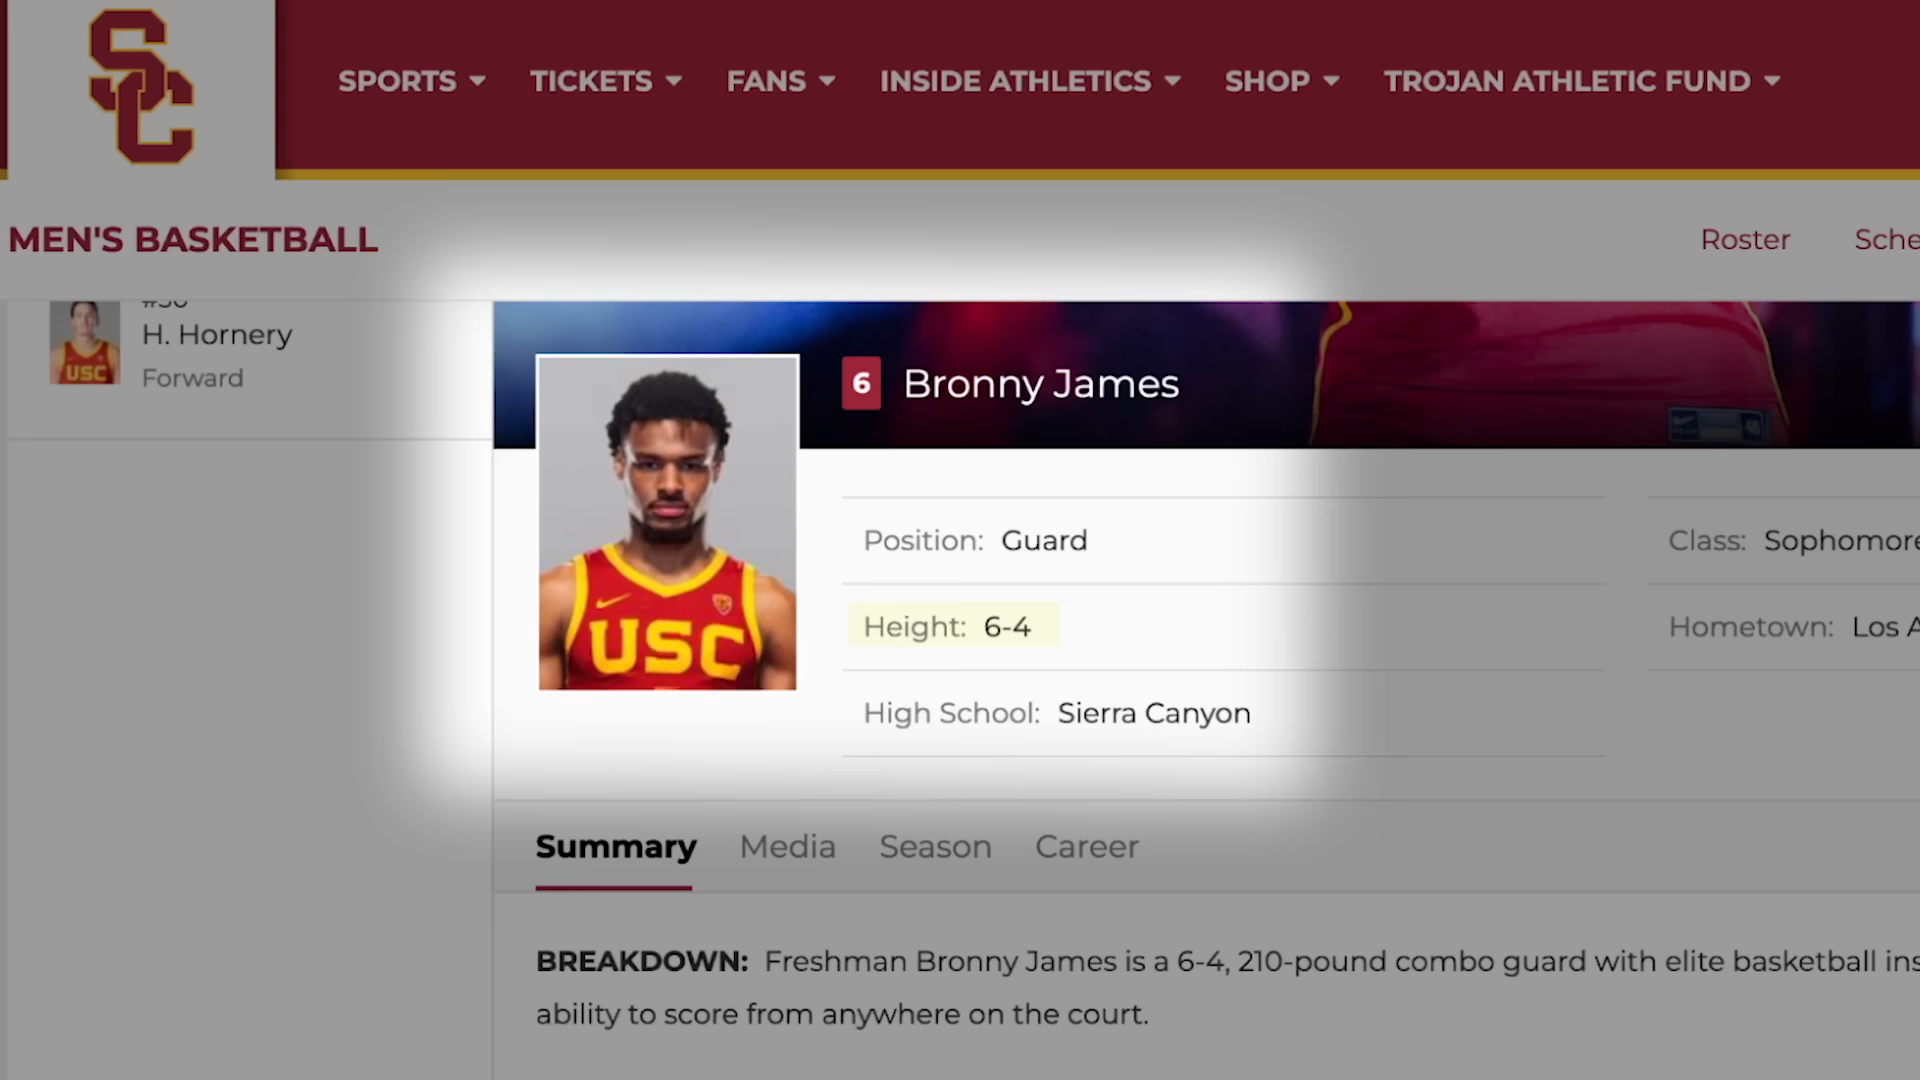 SC
SPORTS TICKETS FANS INSIDE ATHLETICS SHOP TROJAN ATHLETIC FUND
MEN'S BASKETBALL
Roster Sche
H. Hornery
Forward
USC
6 Bronny James
USC
Position: Guard
Class: Sophomore
Height: 6-4
Hometown: Los A
High School: Sierra Canyon
Summary Media Season Career
BREAKDOWN: Freshman Bronny James is a 6-4, 210-pound combo guard with elite basketball ins
ability to score from anywhere on the court.